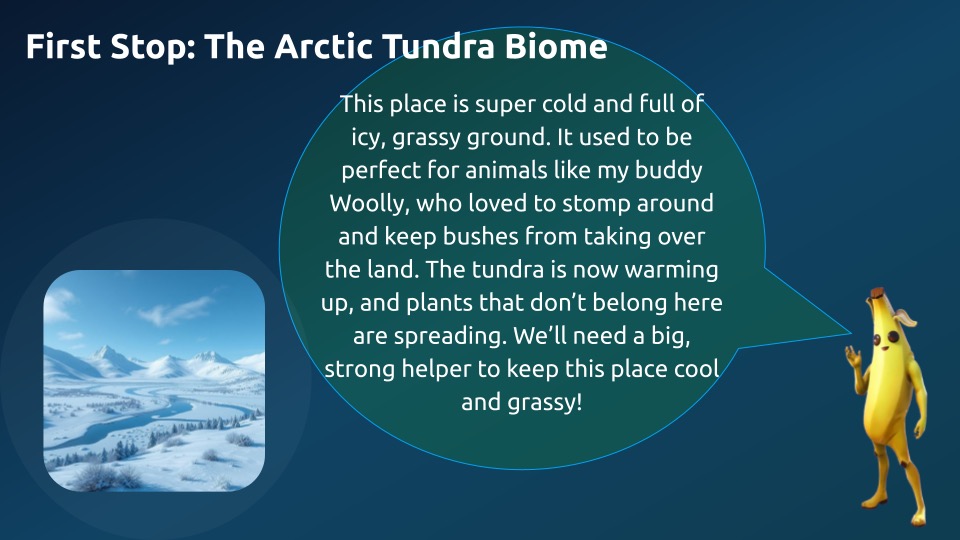 First Stop: The Arctic Tundra Biome
This place is super cold and full of
icy, grassy ground. It used to be
perfect for animals like my buddy
Woolly, who loved to stomp around
and keep bushes from taking over
the land. The tundra is now warming
up, and plants that don’t belong here
are spreading. We’ll need a big,
strong helper to keep this place cool
and grassy!